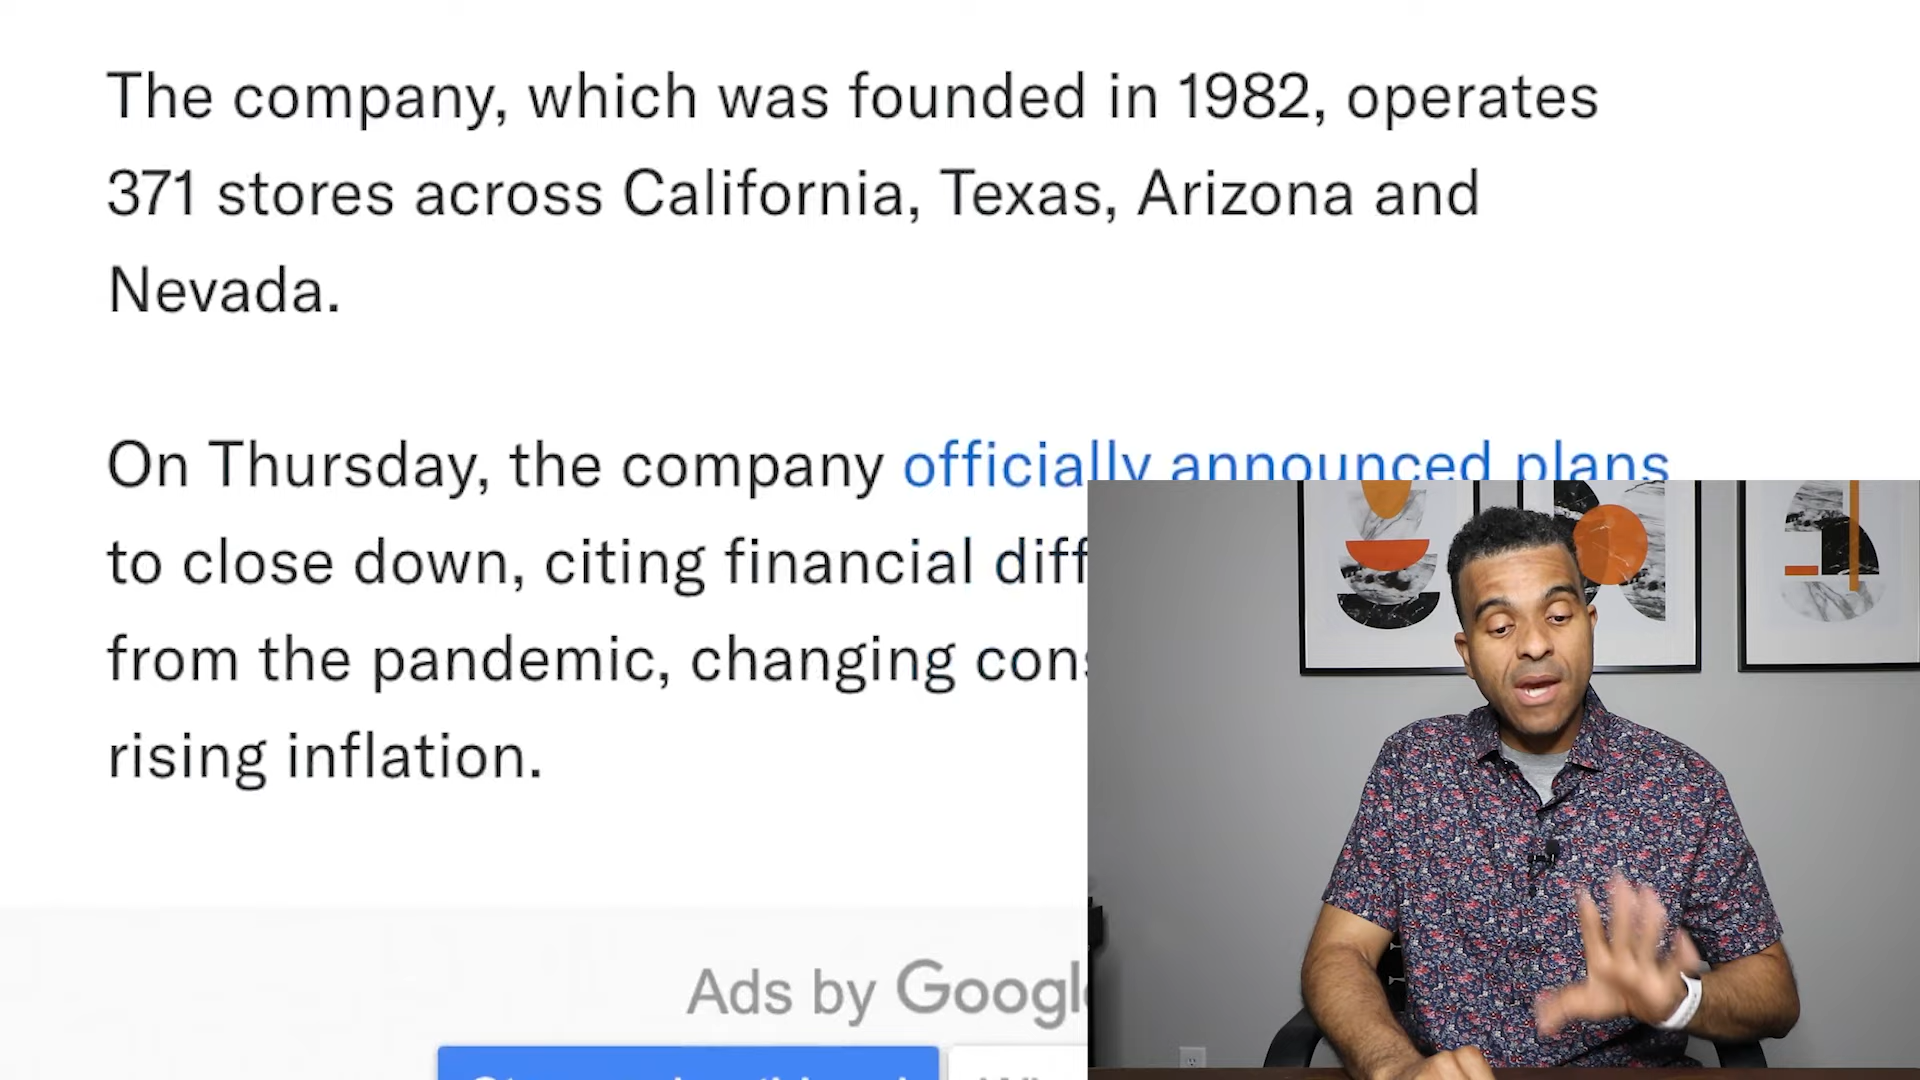 The company, which was founded in 1982, operates
371 stores across California, Texas, Arizona and
Nevada.
On Thursday, the company officially announced plans
to close down, citing financial
from the pandemic, changing
rising inflation.
Ads by Google